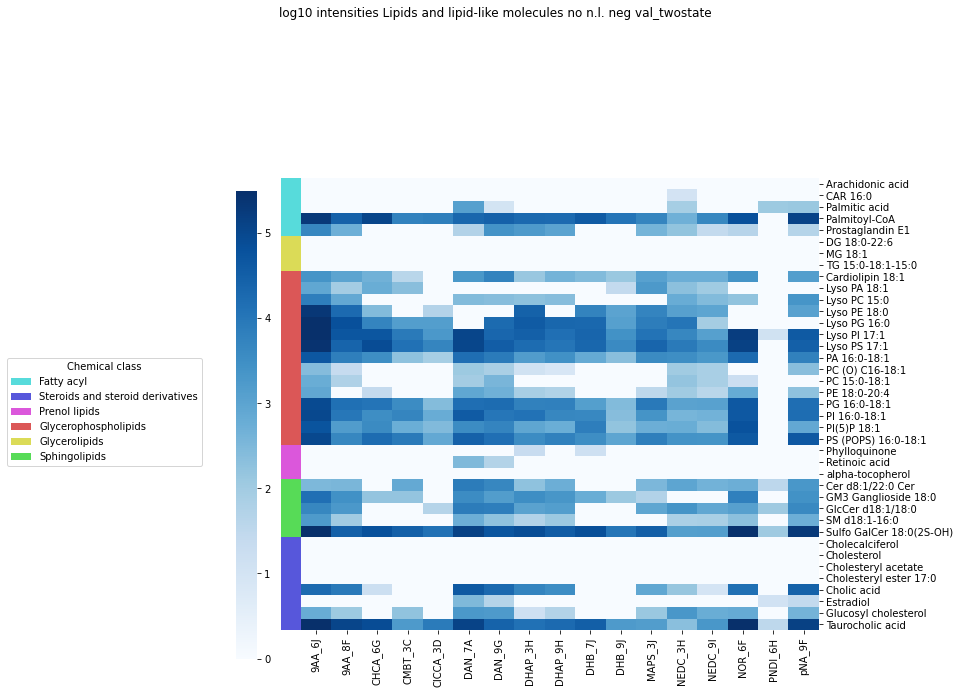 log10 intensities Lipids and lipid-like molecules no n.l. neg val_twostate
Chemical class
Fatty acyl
Steroids and steroid derivatives
Prenol lipids
Glycerophospholipids
Glycerolipids
Sphingolipids
5
4
3
2
1
0
Arachidonic acid
CAR 16:0
Palmitic acid
Palmitoyl-CoA
Prostaglandin E1
DG 18:0-22:6
MG 18:1
TG 15:0-18:1-15:0
Cardiolipin 18:1
Lyso PA 18:1
Lyso PC 15:0
Lyso PE 18:0
Lyso PG 16:0
Lyso PI 17:1
Lyso PS 17:1
PA 16:0-18:1
PC (O) C16-18:1
PC 15:0-18:1
PE 18:0-20:4
PG 16:0-18:1
PI 16:0-18:1
PI(5)P 18:1
PS (POPS) 16:0-18:1
Phylloquinone
Retinoic acid
alpha-tocopherol
Cer d8:1/22:0 Cer
GM3 Ganglioside 18:0
GlcCer d18:1/18:0
SM d18:1-16:0
Sulfo GalCer 18:0(2S-OH)
Cholecalciferol
Cholesterol
Cholesteryl acetate
Cholesteryl ester 17:0
Cholic acid
Estradiol
Glucosyl cholesterol
Taurocholic acid
9AA_6J
9AA_8F
CHCA_6G
CMBT_3C
ClCCA_3D
DAN_7A
DAN_9G
DHAP_3H
DHAP_9H
DHB_7J
DHB_9J
MAPS_3J
NEDC_3H
NEDC_9I
NOR_6F
PNDI_6H
pNA_9F